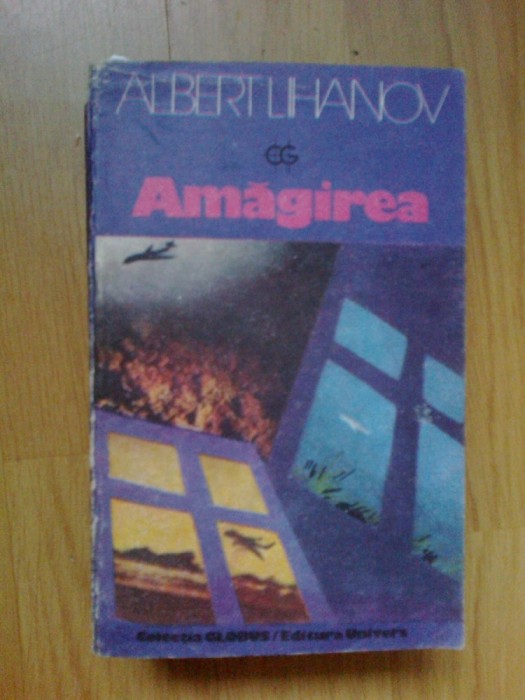 ALBERT LIHANOV
CG
Amăgirea
Colecția GLOBUS / Editura Univers